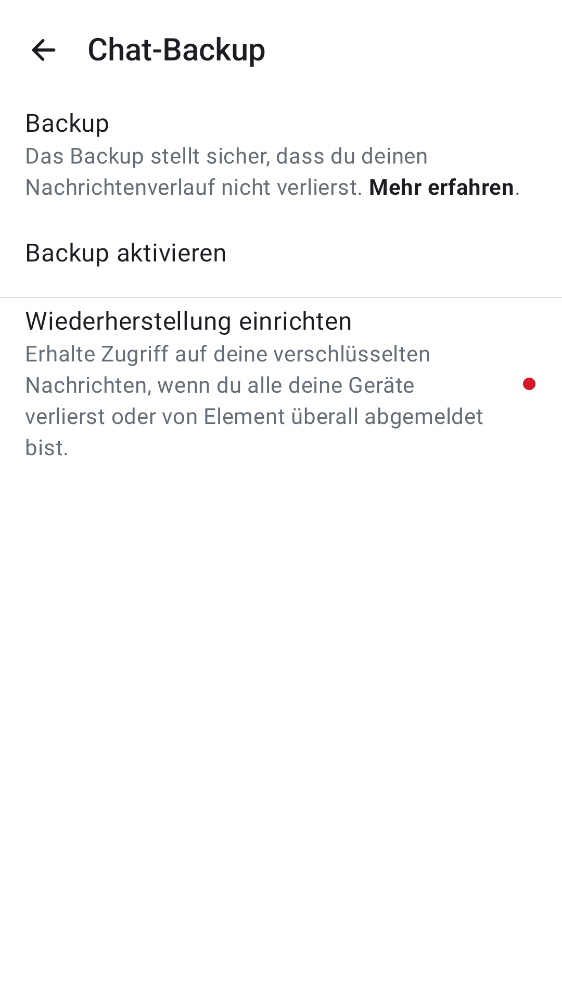 Chat-Backup
Backup
Das Backup stellt sicher, dass du deinen
Nachrichtenverlauf nicht verlierst. Mehr erfahren.
Backup aktivieren
Wiederherstellung einrichten
Erhalte Zugriff auf deine verschlüsselten
Nachrichten, wenn du alle deine Geräte
verlierst oder von Element überall abgemeldet
bist.